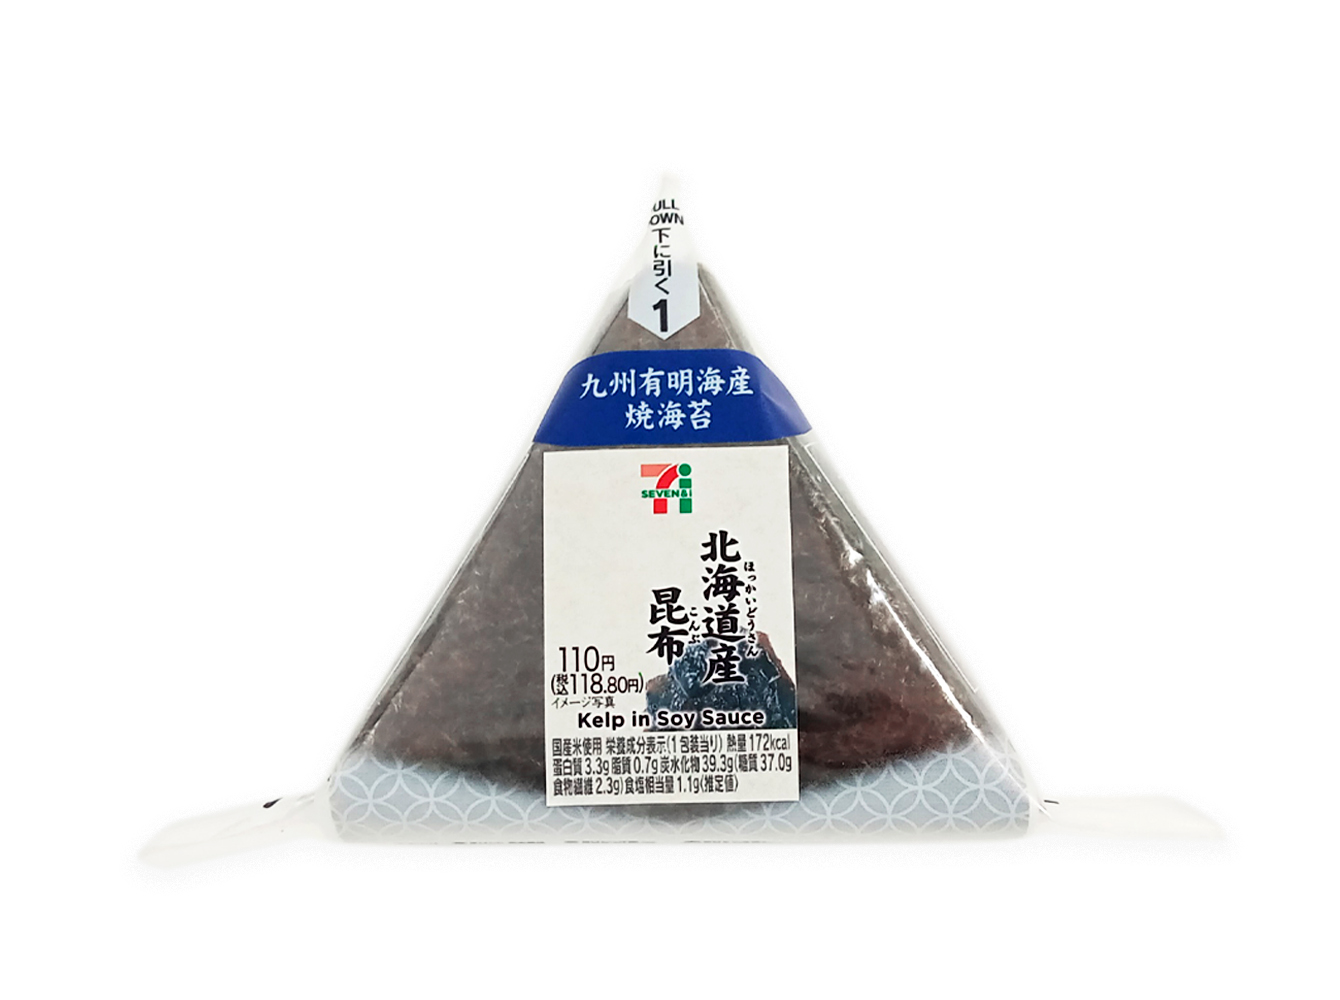 ULL
OWN
下に引く
1
九州有明海産
焼海苔
SEVEN&i
北海道産
ほっかいどうさん
昆布
こんぶ
110円
(税込118.80円)
イメージ写真
Kelp in Soy Sauce
国産米使用 栄養成分表示(1包装当り) 熱量172kcal
蛋白質3.3g脂質0.7g炭水化物39.3g(糖質37.0g
食物繊維2.3g)食塩相当量1.1g(推定値)